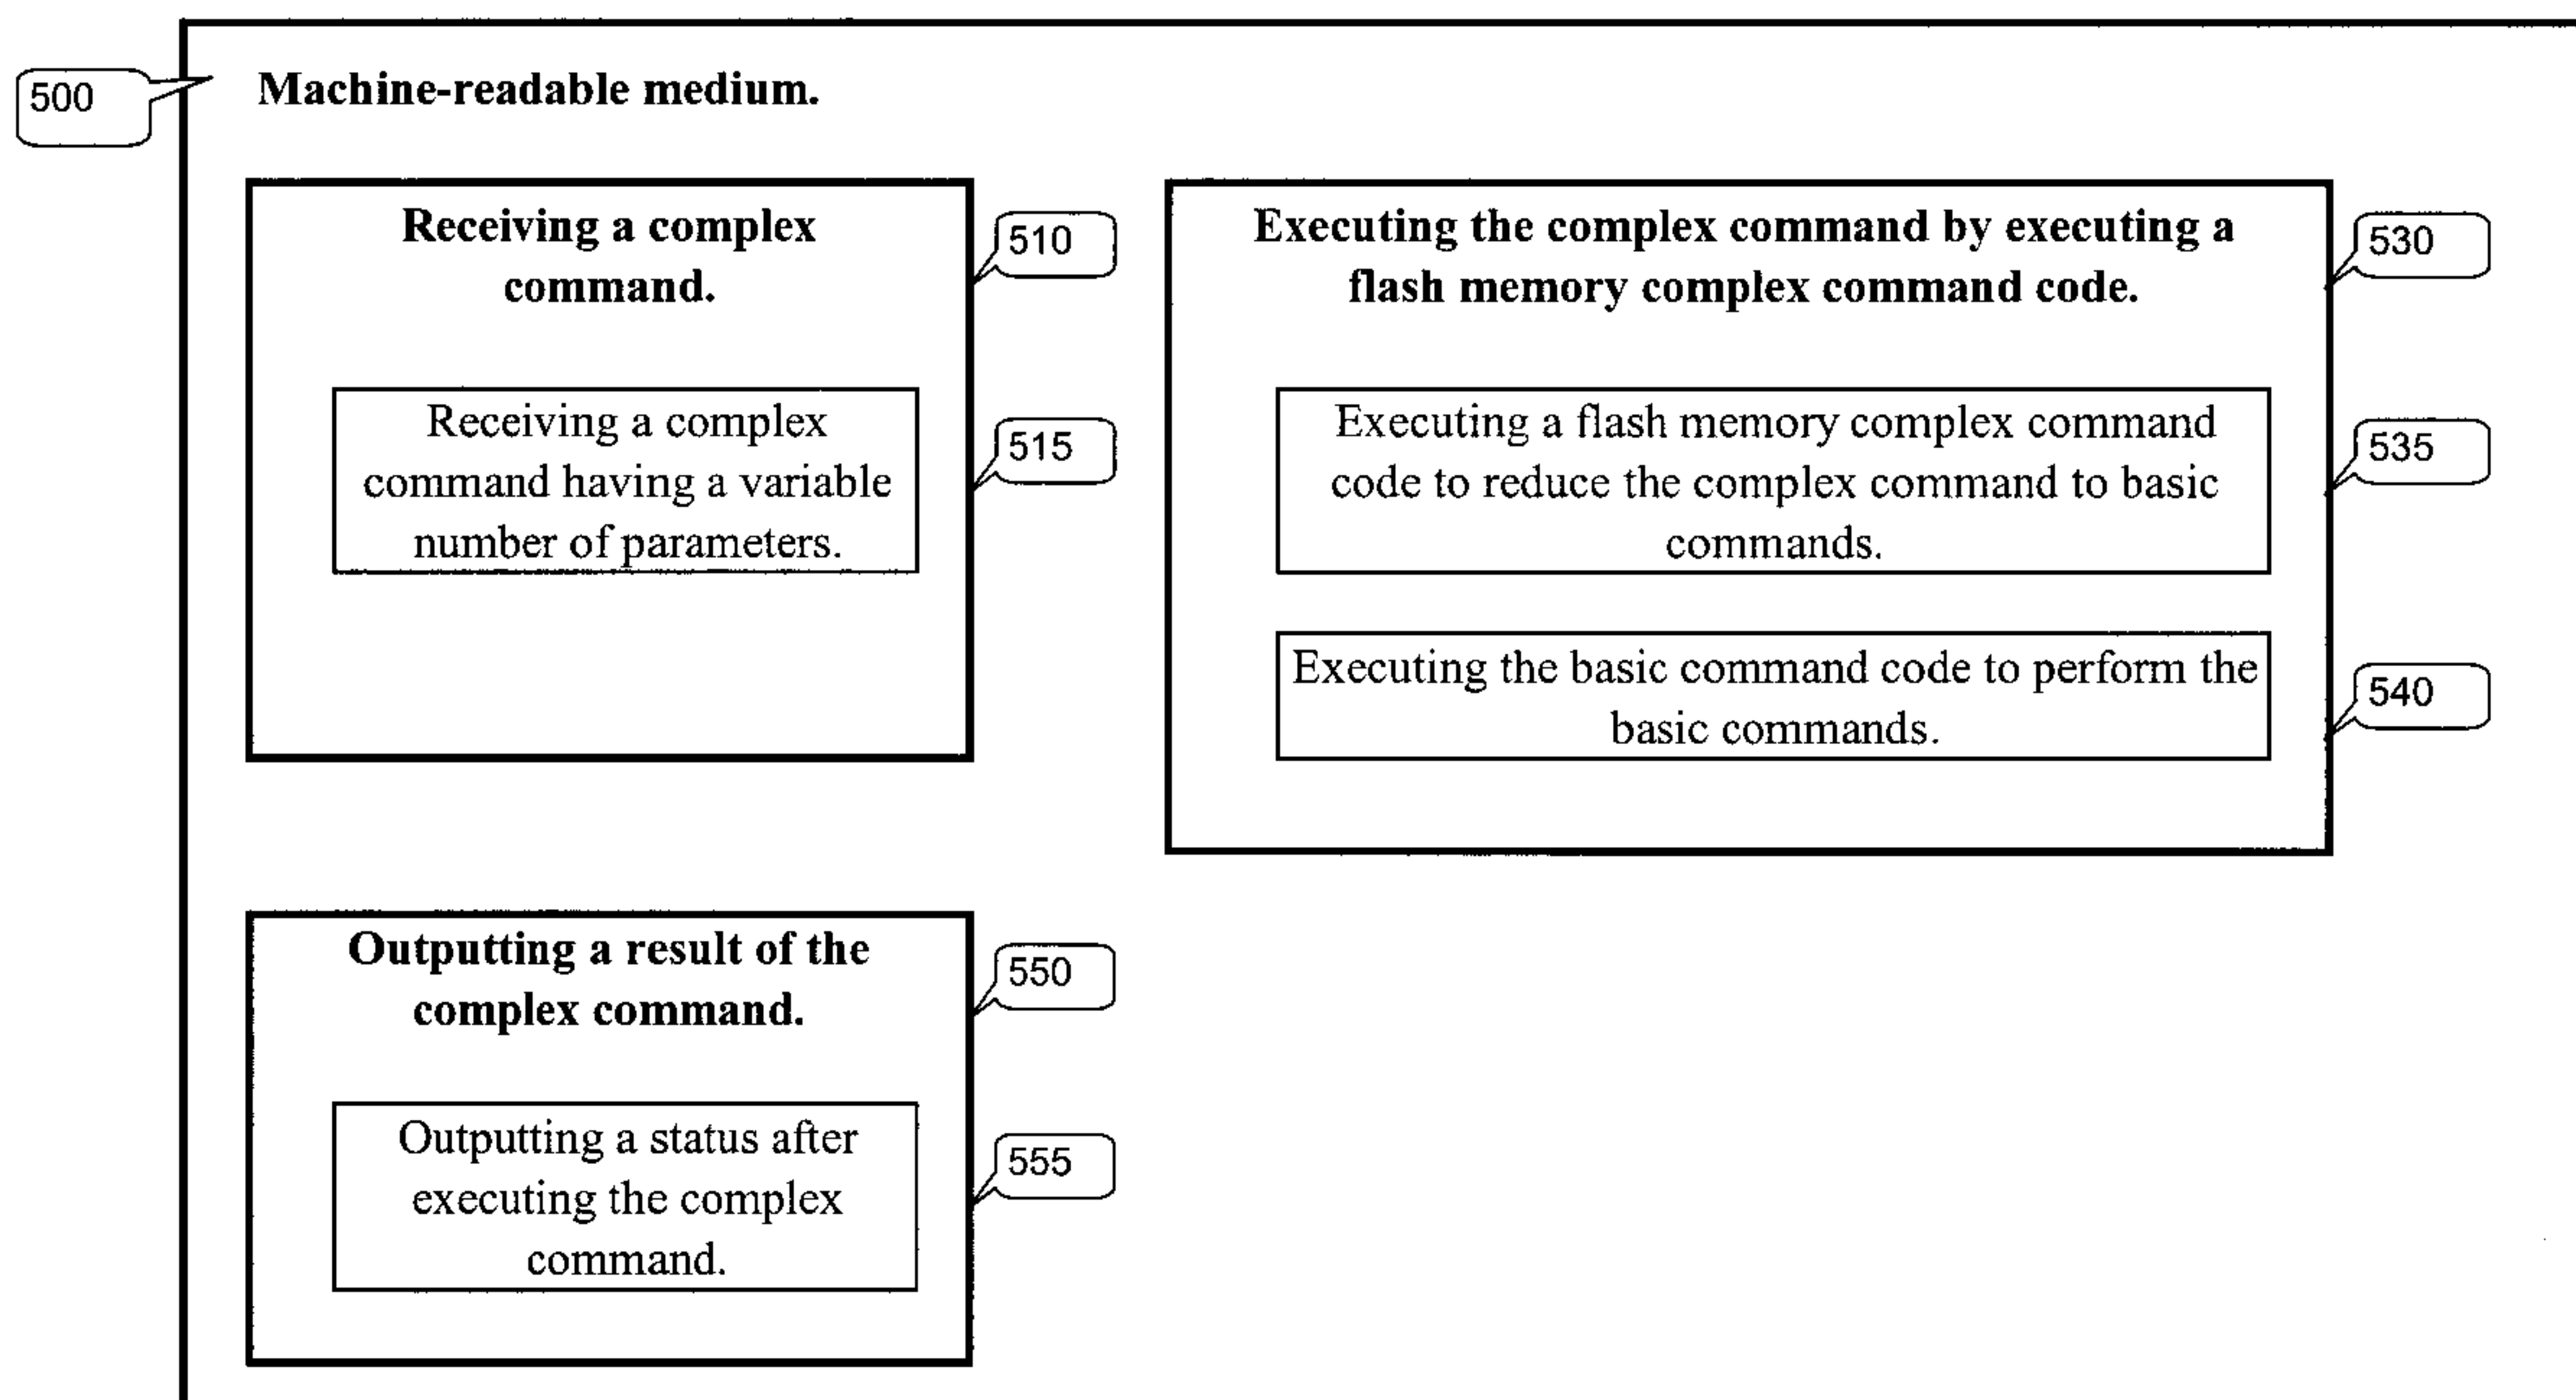 500
Machine-readable medium.
Receiving a complex
command.
510
Receiving a complex
command having a variable
number of parameters.
515
Executing the complex command by executing a
flash memory complex command code.
530
Executing a flash memory complex command
code to reduce the complex command to basic
commands.
535
Executing the basic command code to perform the
basic commands.
540
Outputting a result of the
complex command.
550
Outputting a status after
executing the complex
command.
555